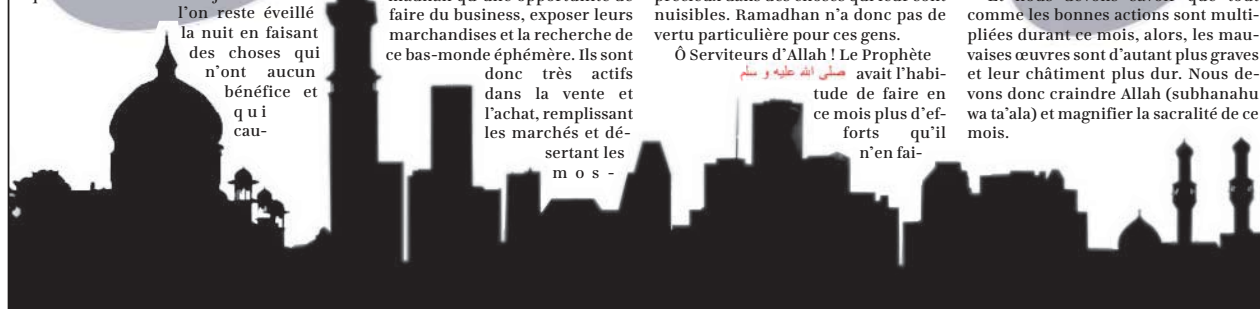 l'on reste éveillé
la nuit en faisant
des choses qui
n'ont aucun
bénéfice et
qui
cau-
faire du business, exposer leurs
marchandises et la recherche de
ce bas-monde éphémère. Ils sont
donc très actifs
dans la vente et
l'achat, remplissant
les marchés et dé-
sertant les
mos-
nuisibles. Ramadhan n'a donc pas de
vertu particulière pour ces gens.
Ô Serviteurs d'Allah ! Le Prophète
صلى الله عليه و سلم avait l'habi-
tude de faire en
ce mois plus d'ef-
forts qu'il
n'en fai-
comme les bonnes actions sont multi-
pliées durant ce mois, alors, les mau-
vaises œuvres sont d'autant plus graves
et leur châtiment plus dur. Nous de-
vons donc craindre Allah (subhanahu
wa ta'ala) et magnifier la sacralité de ce
mois.